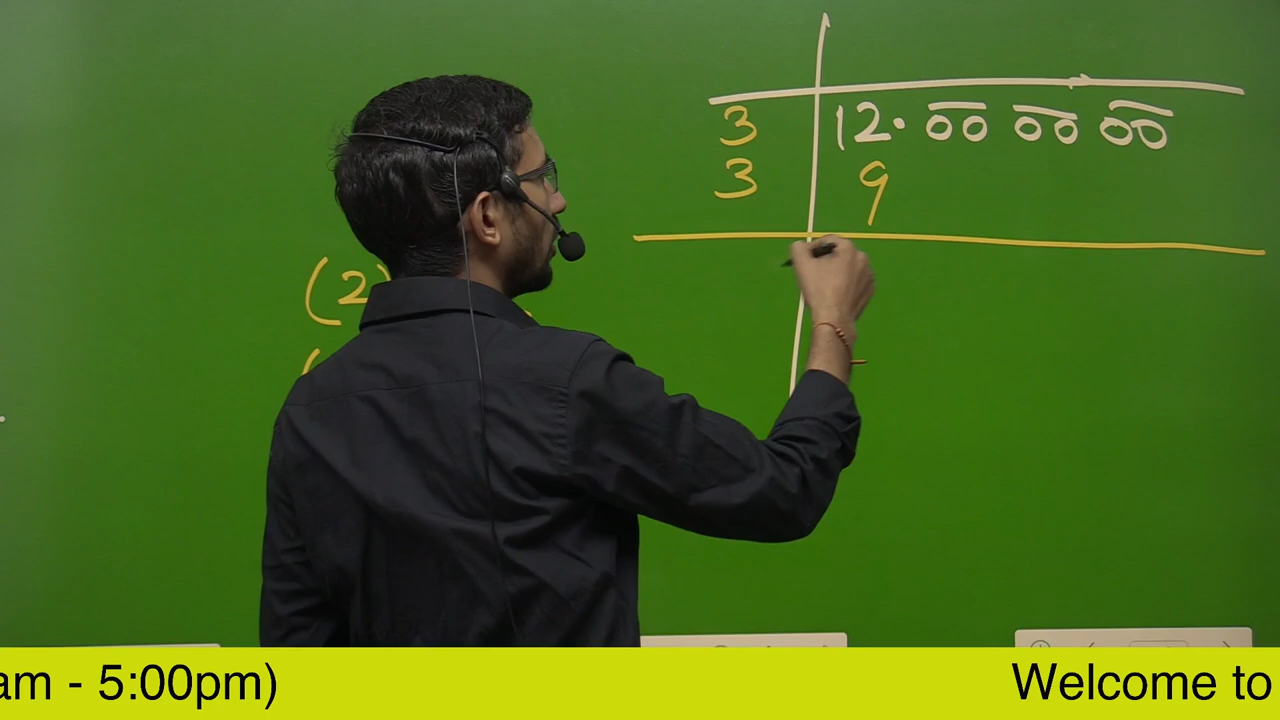 3 12. 00 00 00
3 9
(2)
(
am - 5:00pm) Welcome to